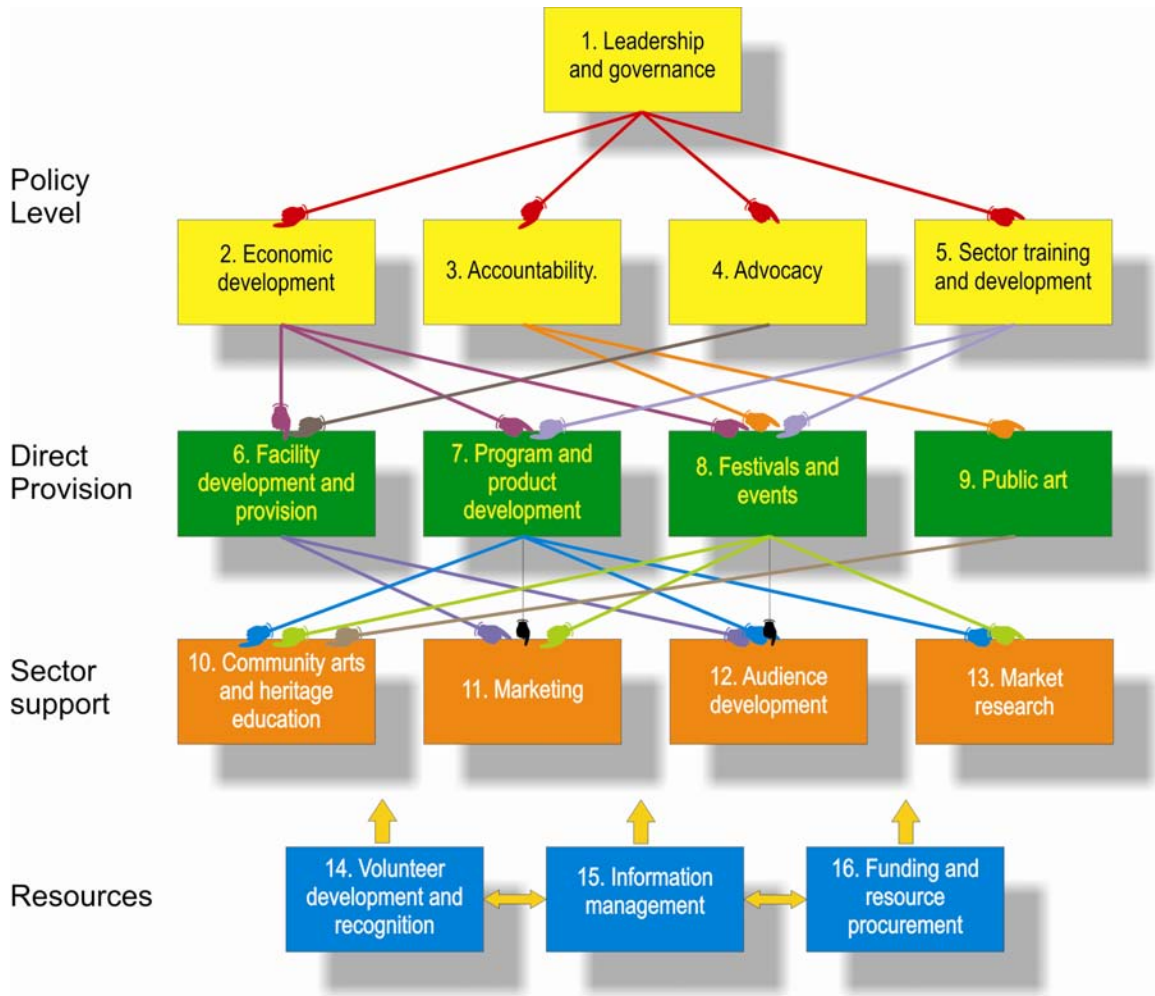 1. Leadership
and governance
Policy
Level
2. Economic
development
3. Accountability.
4. Advocacy
5. Sector training
and development
Direct
Provision
6. Facility
development and
provision
7. Program and
product
development
8. Festivals and
events
9. Public art
Sector
support
10. Community arts
and heritage
education
11. Marketing
12. Audience
development
13. Market
research
Resources
14. Volunteer
development and
recognition
15. Information
management
16. Funding and
resource
procurement